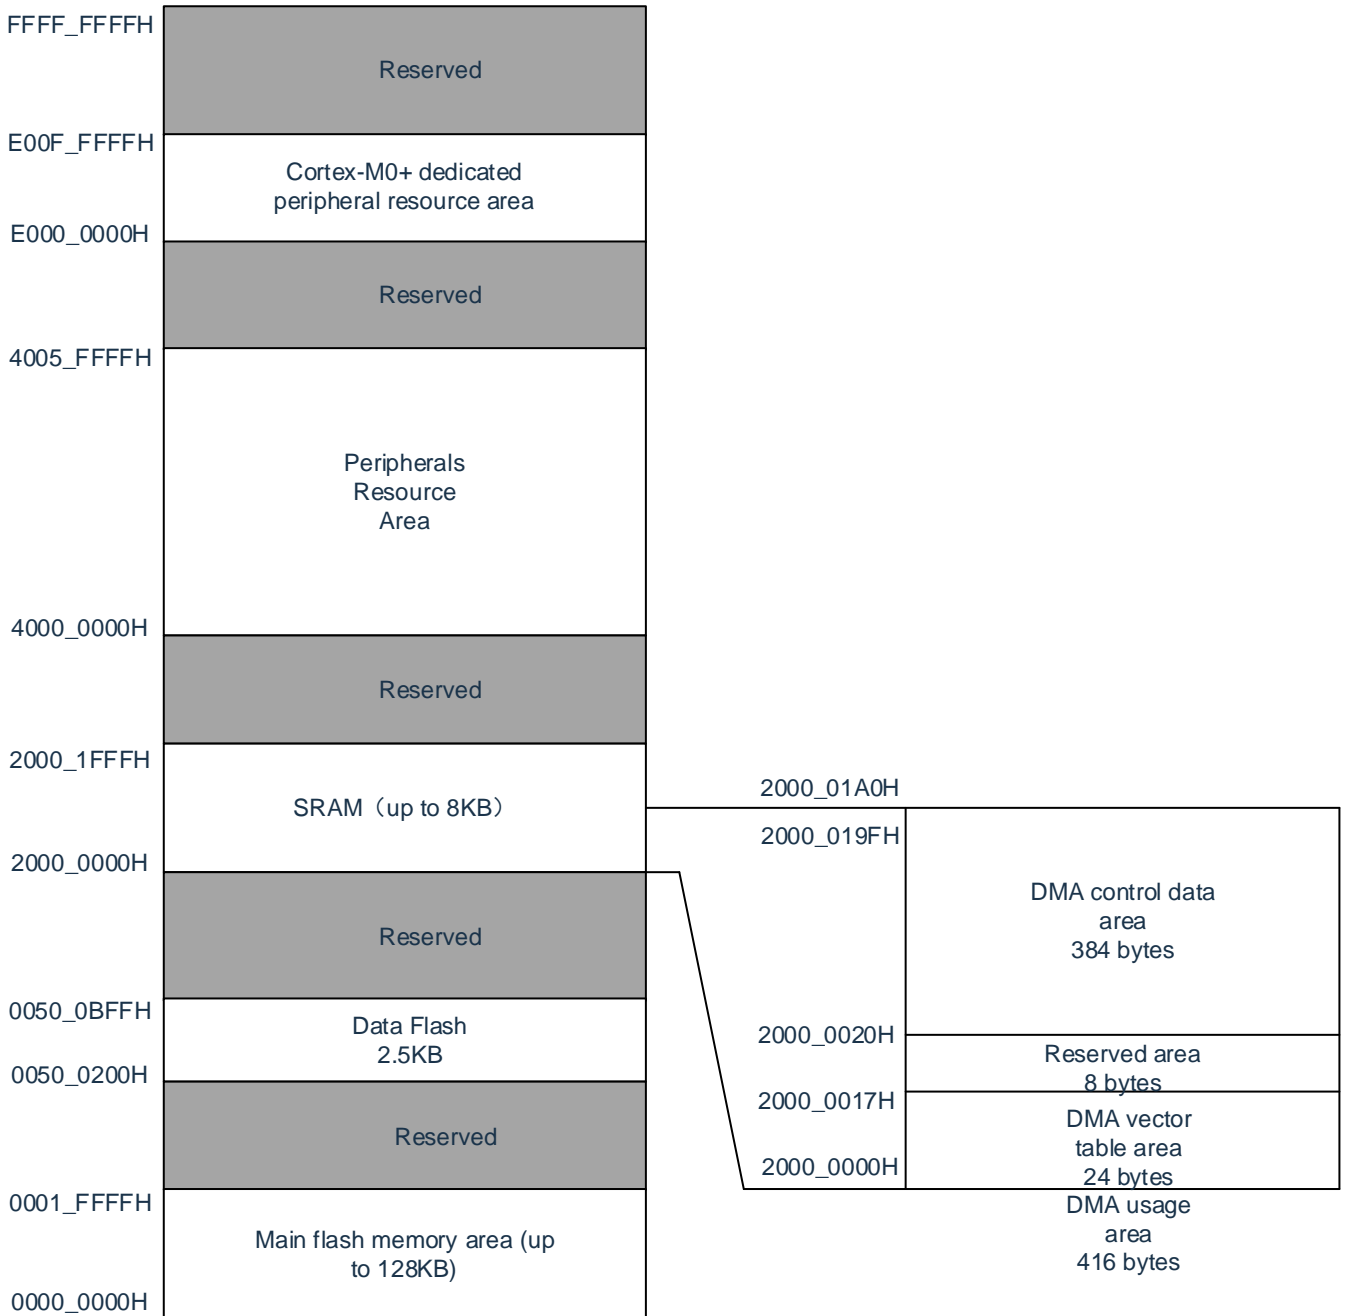 FFFF_FFFFH
Reserved
E00F_FFFFH
Cortex-M0+ dedicated
peripheral resource area
E000_0000H
Reserved
4005_FFFFH
Peripherals
Resource
Area
4000_0000H
Reserved
2000_1FFFH
SRAM（up to 8KB）
2000_0000H
Reserved
0050_0BFFH
Data Flash
2.5KB
0050_0200H
Reserved
0001_FFFFH
Main flash memory area (up
to 128KB)
0000_0000H
2000_01A0H
2000_019FH
DMA control data
area
384 bytes
2000_0020H
Reserved area
8 bytes
2000_0017H
DMA vector
table area
24 bytes
2000_0000H
DMA usage
area
416 bytes